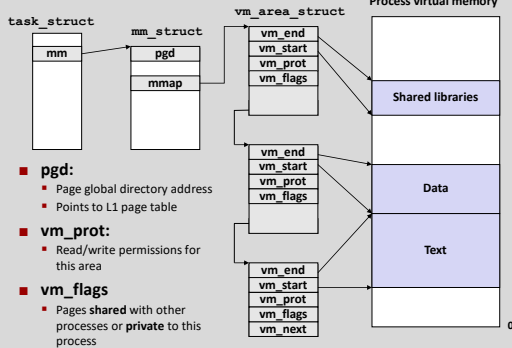 Process virtual memory
task_struct
mm
mm_struct
pgd
mmap
vm_area_struct
vm_end
vm_start
vm_prot
vm_flags
Shared libraries
vm_end
vm_start
vm_prot
vm_flags
Data
Text
vm_end
vm_start
vm_prot
vm_flags
vm_next
0
pgd:
Page global directory address
Points to L1 page table
vm_prot:
Read/write permissions for
this area
vm_flags
Pages shared with other
processes or private to this
process